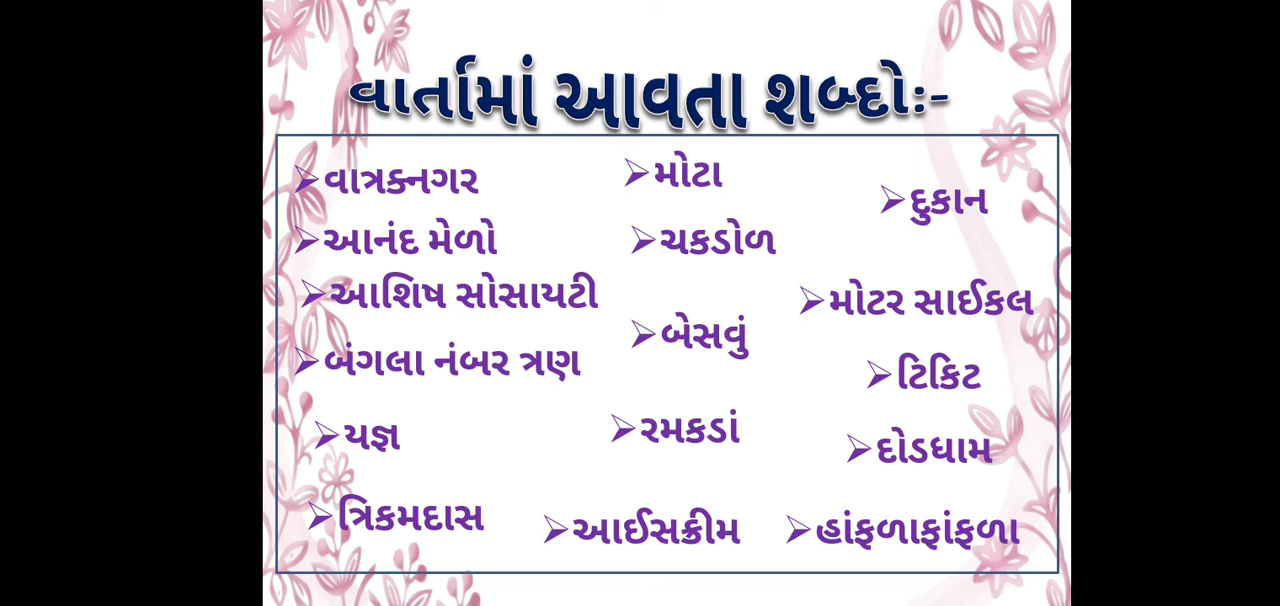 વાર્તામાં આવતા શબ્દોઃ-
➢વાત્રકનગર
➢આનંદ મેળો
➢આશિષ સોસાયટી
➢બંગલા નંબર ત્રણ
➢યજ્ઞ
➢ત્રિકમદાસ
➢મોટા
➢ચકડોળ
➢બેસવું
➢રમકડાં
➢આઈસક્રીમ
➢દુકાન
➢મોટર સાઈકલ
➢ટિકિટ
➢દોડધામ
➢હાંફળાફાંફળા